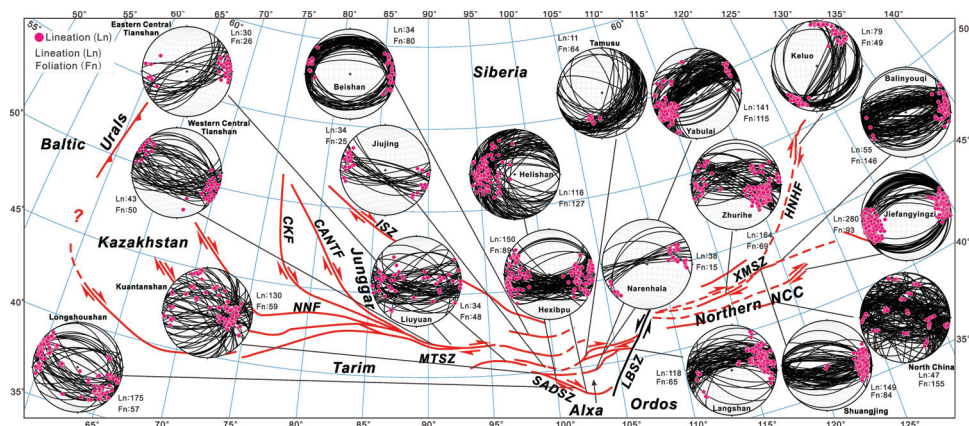 60°
65°
70°
75°
80°
85°
90°
95°
100°
105°
110°
115°
120°
125°
130°
135°
140°
Lineation (Ln)
Lineation (Ln)
Foliation (Fn)
Eastern Central
Tianshan
Ln:30
Fn:26
60°
Beishan
Ln:34
Fn:80
Siberia
Ln:11
Fn:64
Tamusu
60°
Yabulai
Ln:141
Fn:115
Keluo
Ln:79
Fn:49
Balinyouqi
Ln:55
Fn:146
55°
55°
50°
50°
45°
45°
40°
40°
35°
35°
Baltic
Urals
Western Central
Tianshan
Ln:43
Fn:50
Jiujing
Ln:34
Fn:25
Helishan
Ln:116
Fn:127
Zhurihe
Ln:164
Fn:69
HNHF
Jiefangyingzi
Ln:280
Fn:93
?
Kazakhstan
CKF
CANTF
ISZ
Junggar
Liuyuan
Ln:34
Fn:48
Ln:150
Fn:89
Hexibpu
Narenhala
Ln:38
Fn:15
XMSZ
Northern NCC
Kuantanshan
Ln:130
Fn:59
NNF
Longshoushan
Ln:175
Fn:57
Tarim
MTSZ
SADSZ
LBSZ
Alxa
Ordos
Ln:118
Fn:65
Langshan
Ln:149
Fn:84
Shuangjing
North China
Ln:47
Fn:155
65°
70°
75°
80°
85°
90°
95°
100°
105°
110°
115°
120°
125°